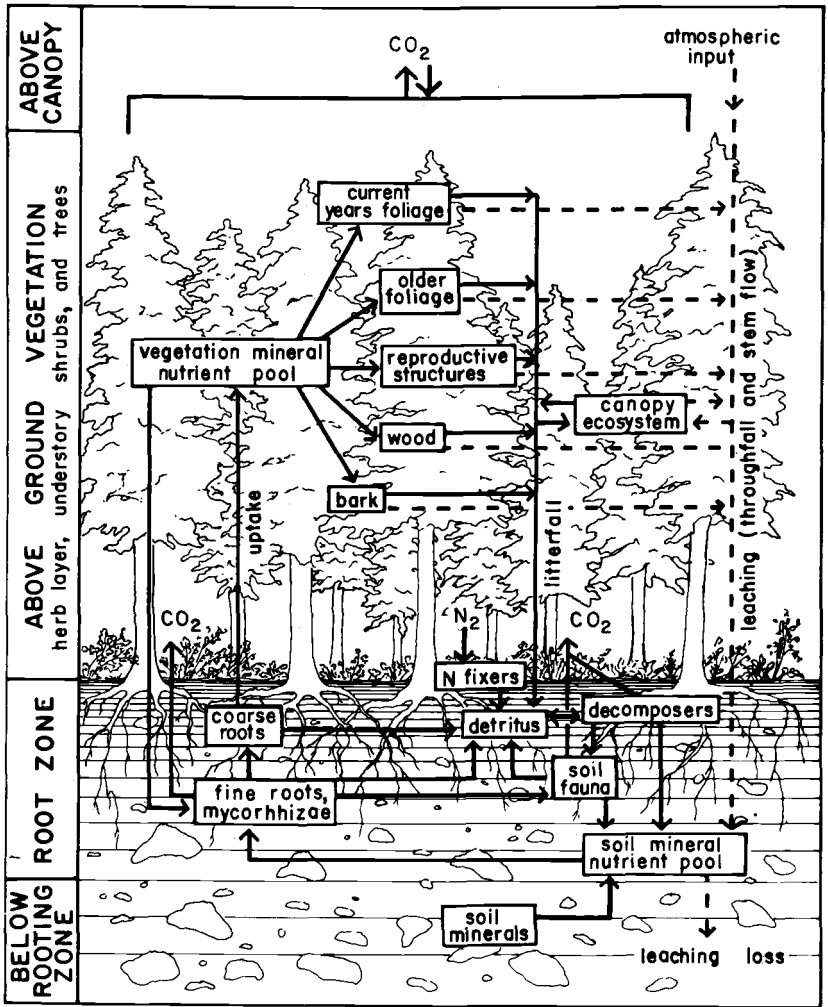 ABOVE
CANOPY
CO2
atmospheric
input
ABOVE GROUND VEGETATION
herb layer, understory shrubs, and trees
current
years foliage
older
foliage
vegetation mineral
nutrient pool
reproductive
structures
canopy
ecosystem
wood
bark
uptake
litterfall
leaching (throughfall and stem flow)
CO2
N2
CO2
N fixers
ROOT ZONE
coarse
roots
detritus
decomposers
soil
fauna
fine roots,
mycorhhizae
soil mineral
nutrient pool
BELOW
ROOTING
ZONE
soil
minerals
leaching loss